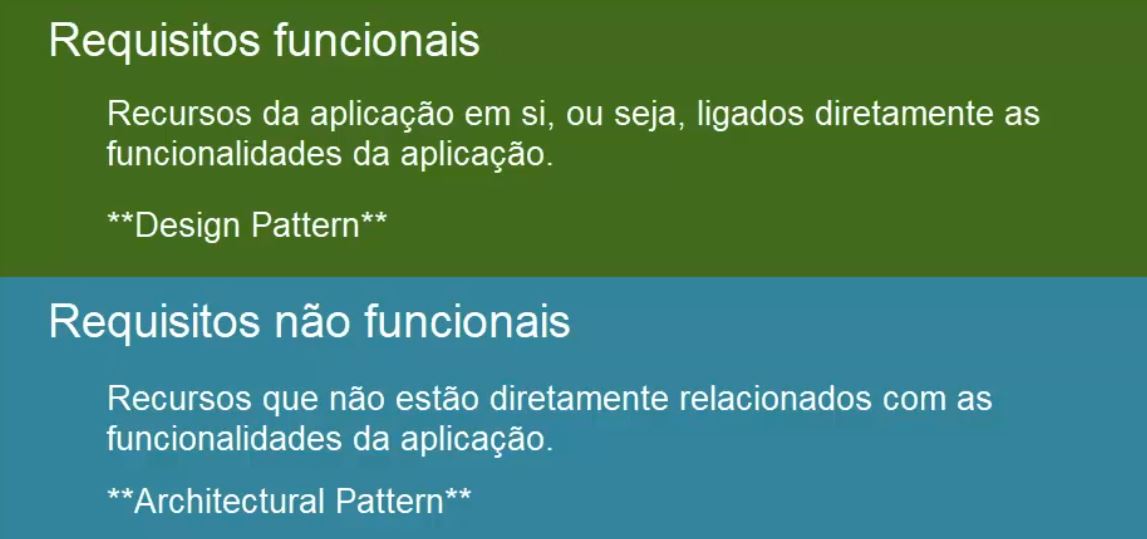 Requisitos funcionais
Recursos da aplicação em si, ou seja, ligados diretamente as
funcionalidades da aplicação.
**Design Pattern**
Requisitos não funcionais
Recursos que não estão diretamente relacionados com as
funcionalidades da aplicação.
**Architectural Pattern**